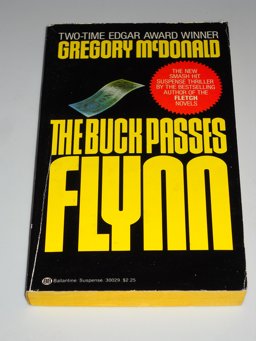 TWO-TIME EDGAR AWARD WINNER
GREGORY McDONALD
THE NEW
SMASH HIT
SUSPENSE THRILLER
BY THE BESTSELLING
AUTHOR OF THE
FLETCH
NOVELS
THE BUCK PASSES
FLYNN
BB Ballantine Suspense 30029 $2.25